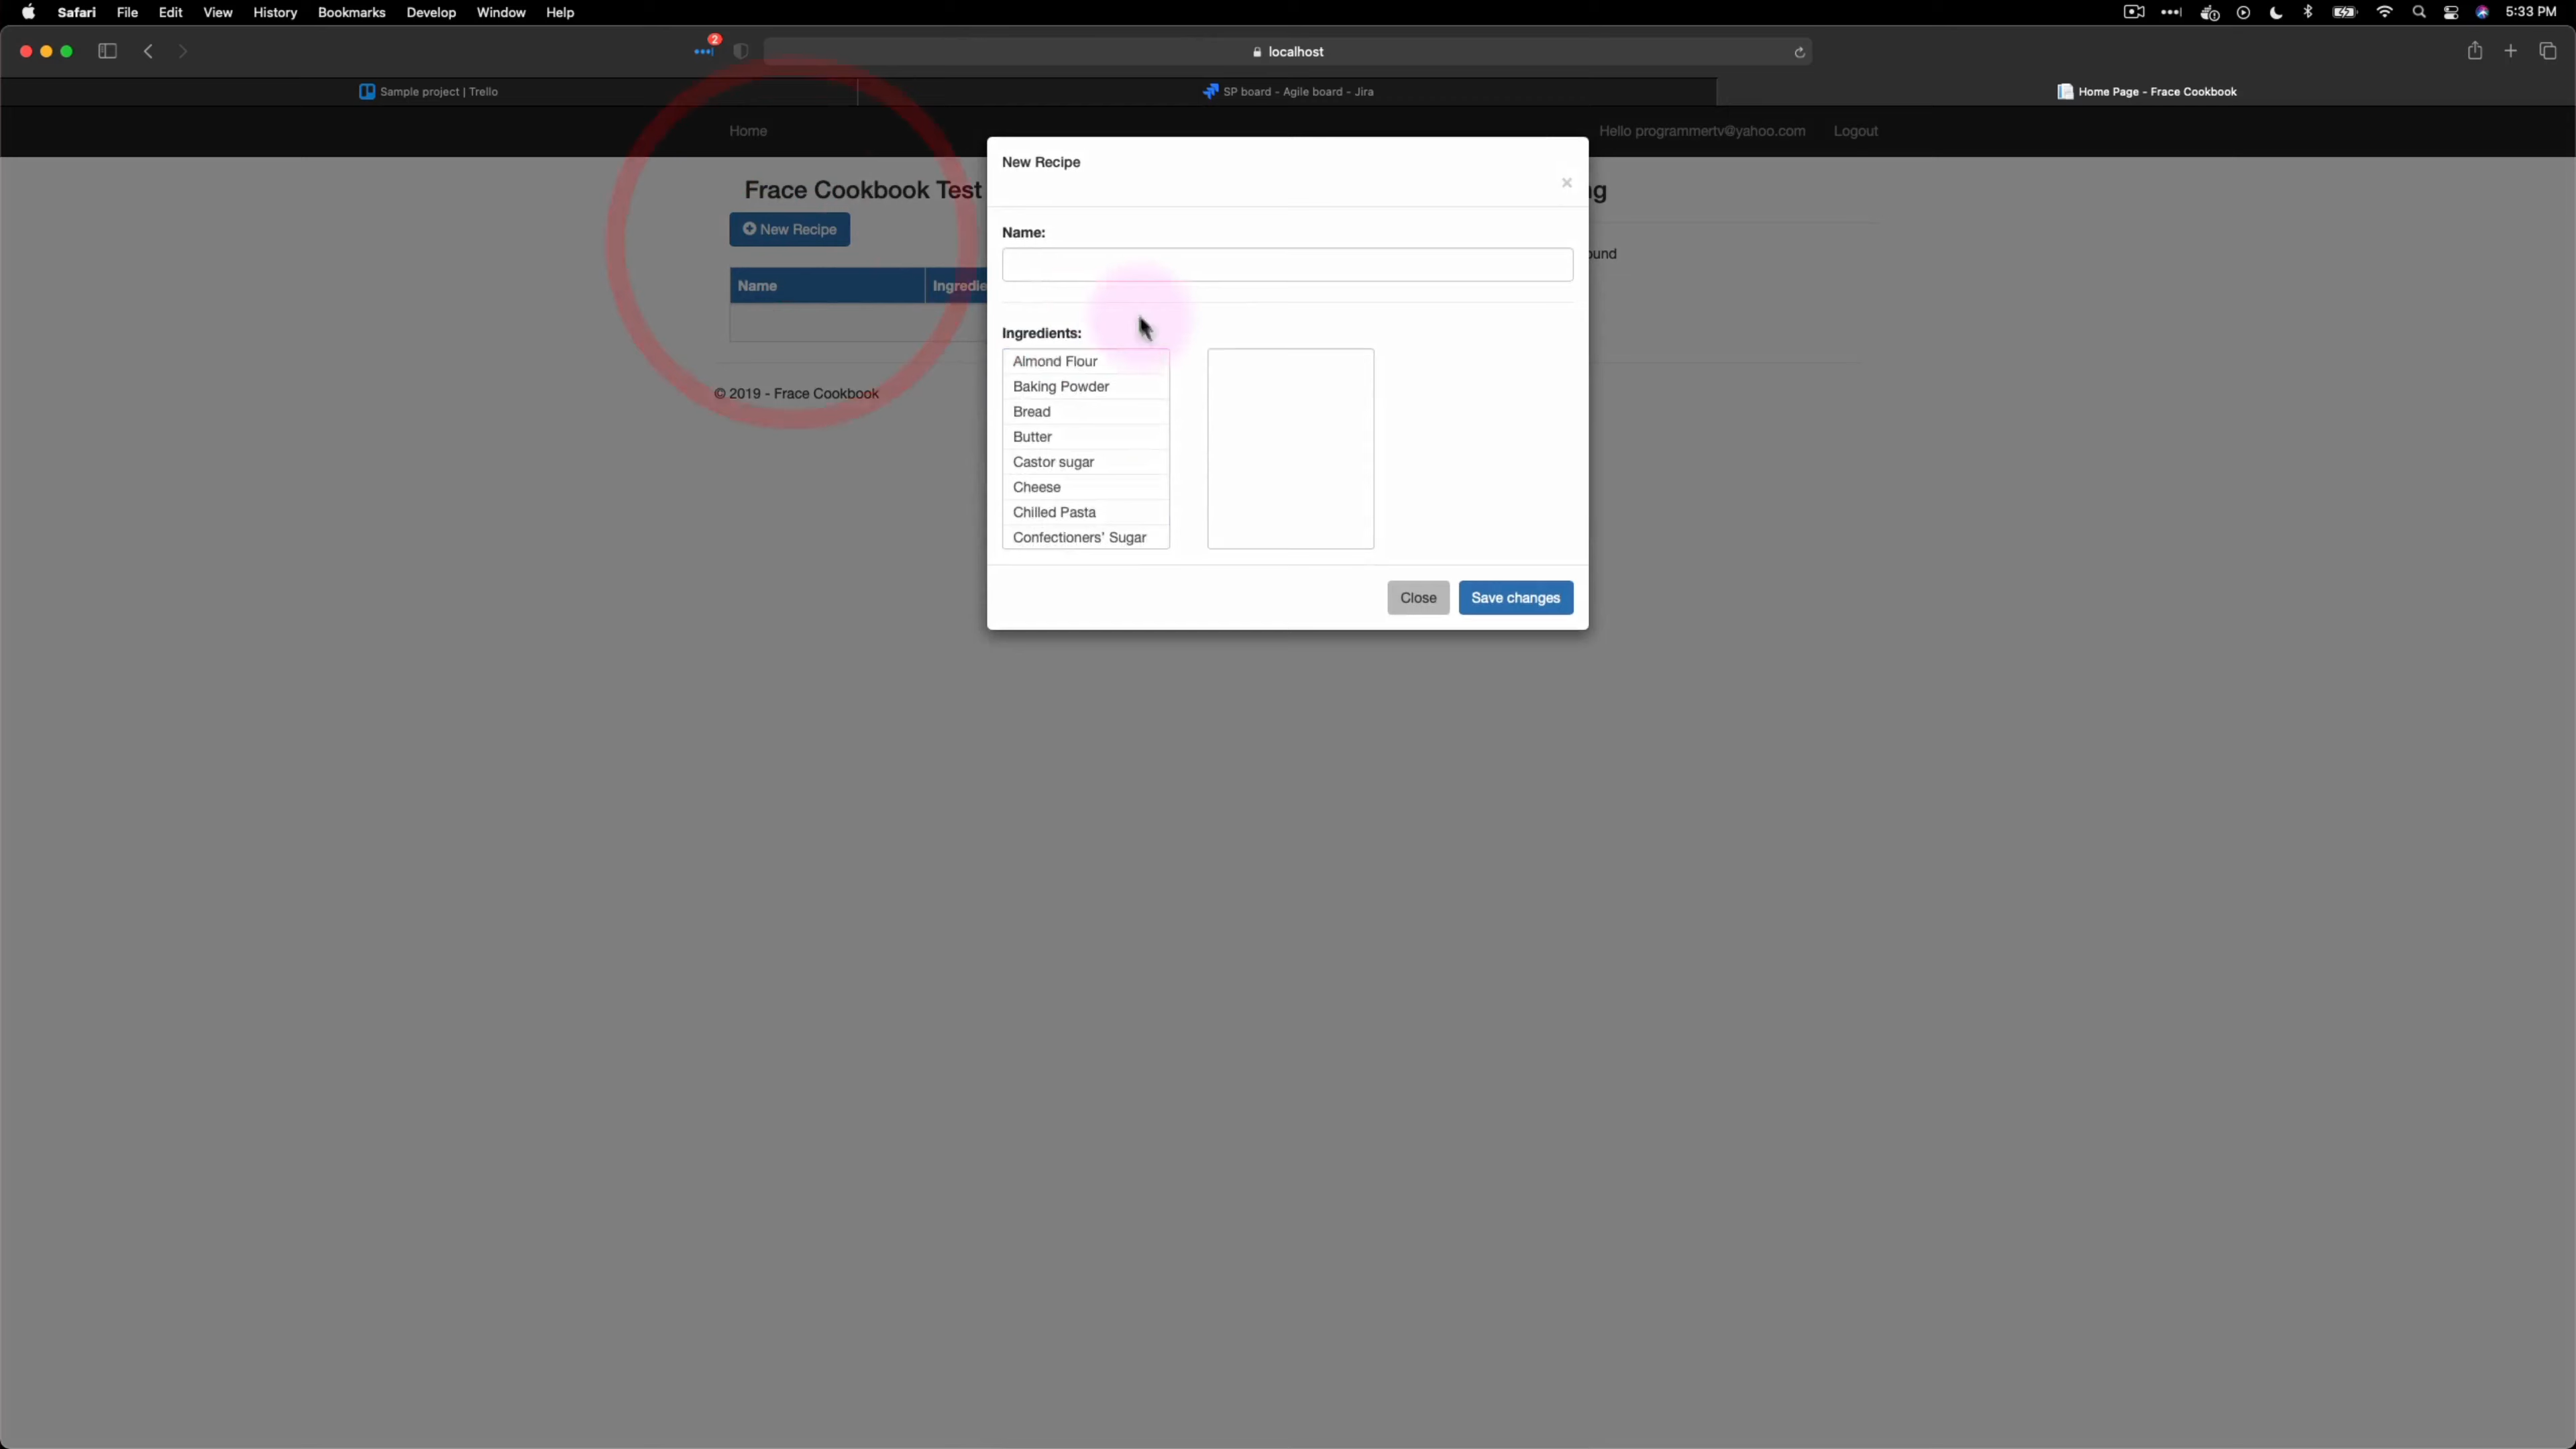 Safari File Edit View History Bookmarks Develop Window Help 5:33 PM
2
localhost
Sample project | Trello
SP board - Agile board - Jira
Home Page - Frace Cookbook
Home
Hello programmertv@yahoo.com Logout
New Recipe
×
Frace Cookbook Test
New Recipe
Name:
Name
Ingredients:
Almond Flour
Baking Powder
Bread
Butter
Castor sugar
Cheese
Chilled Pasta
Confectioners' Sugar
© 2019 - Frace Cookbook
Close
Save changes